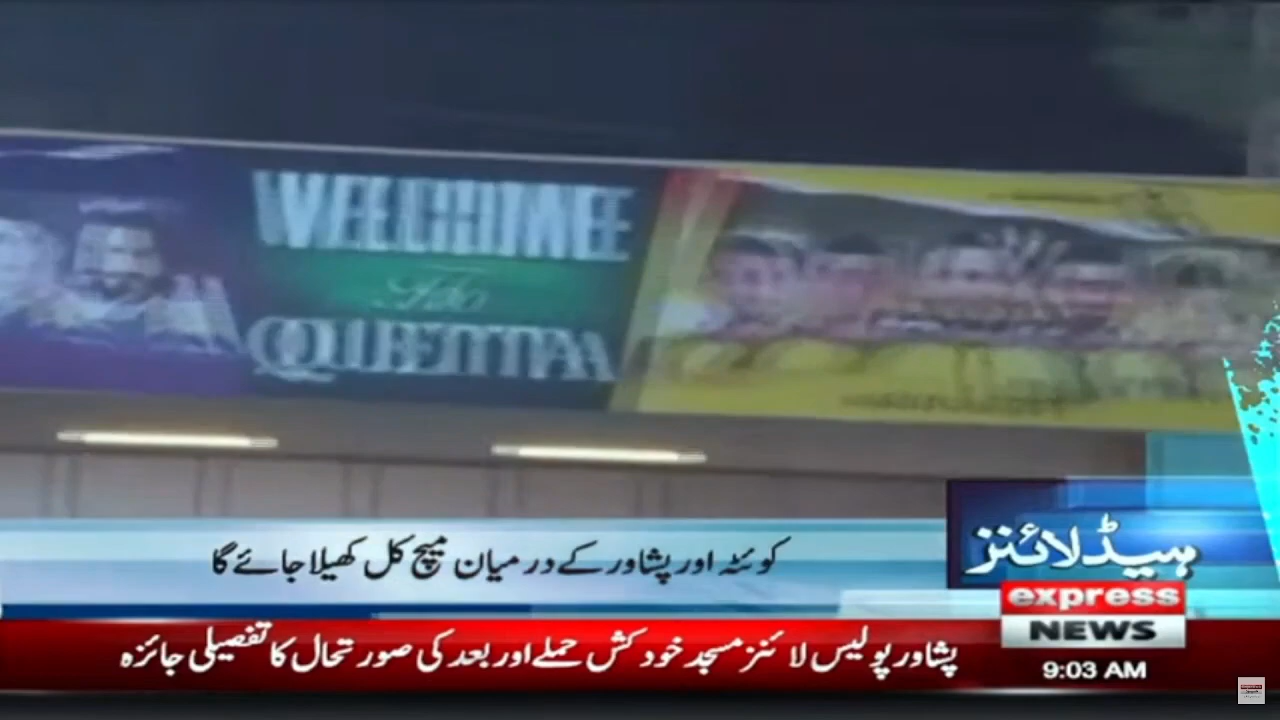 WELCOME
To
QUETTA
ہیڈلائنز
کوئٹہ اور پشاور کے درمیان میچ کل کھیلا جائے گا
express
NEWS
پشاور پولیس لائنز مسجد خودکش حملے اور بعد کی صورتحال کا تفصیلی جائزہ
9:03 AM